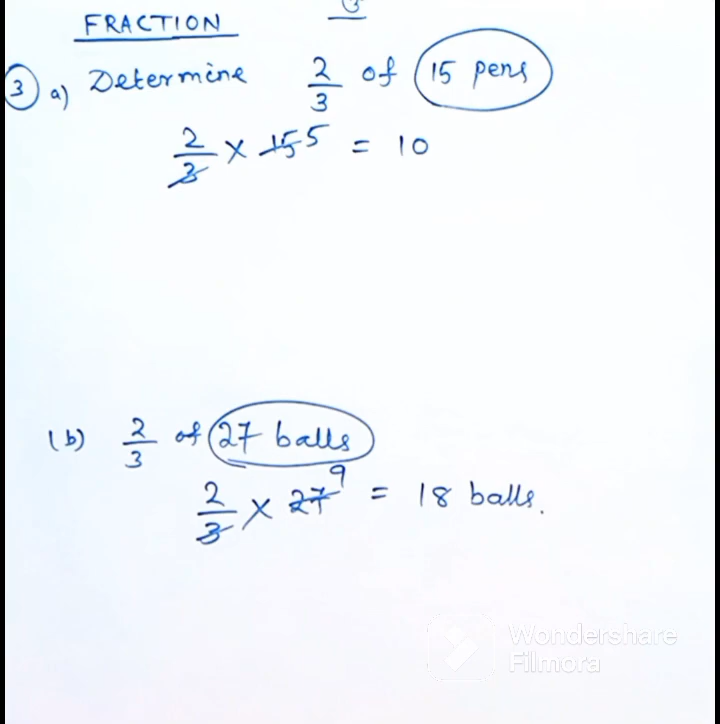 FRACTION
3 a) Determine 2/3 of 15 pens
2/3 × 15 5 = 10
(b) 2/3 of 27 balls
2/3 × 27 9 = 18 balls.
Wondershare
Filmora